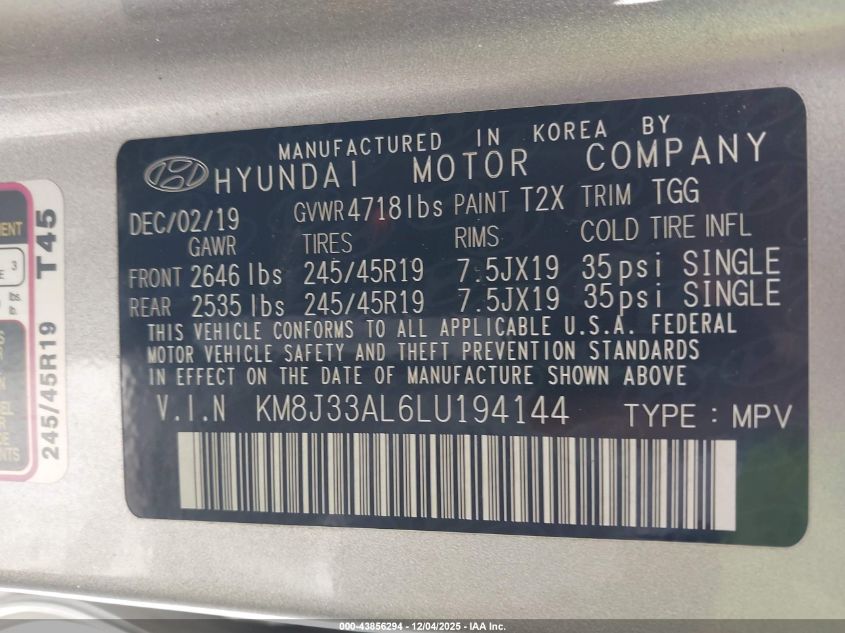 MANUFACTURED IN KOREA BY
HYUNDAI MOTOR COMPANY
DEC/02/19 GVWR 4718lbs PAINT T2X TRIM TGG
GAWR TIRES RIMS COLD TIRE INFL
FRONT 2646 lbs 245/45R19 7.5JX19 35psi SINGLE
REAR 2535 lbs 245/45R19 7.5JX19 35psi SINGLE
THIS VEHICLE CONFORMS TO ALL APPLICABLE U.S.A. FEDERAL
MOTOR VEHICLE SAFETY AND THEFT PREVENTION STANDARDS
IN EFFECT ON THE DATE OF MANUFACTURE SHOWN ABOVE
V.I.N KM8J33AL6LU194144 TYPE : MPV
245/45R19 T45
3
000-43856294 - 12/04/2025 - IAA Inc.